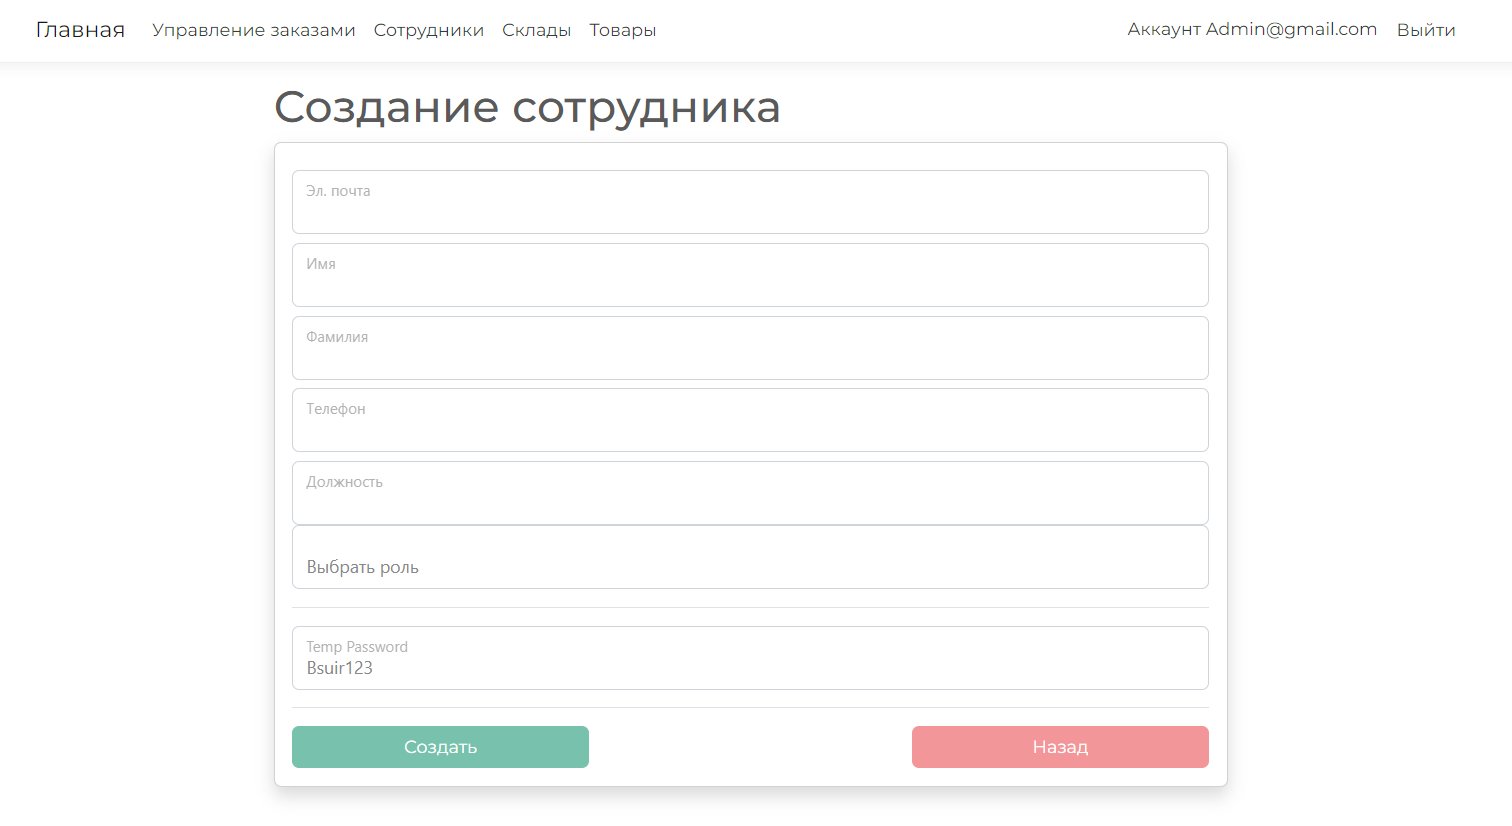 Главная Управление заказами Сотрудники Склады Товары Аккаунт Admin@gmail.com Выйти
Создание сотрудника
Эл. почта
Имя
Фамилия
Телефон
Должность
Выбрать роль
Temp Password
Bsuir123
Создать Назад